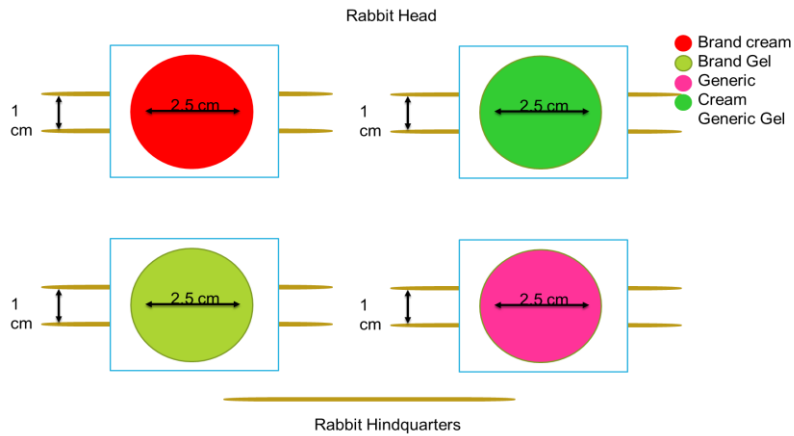 Rabbit Head
Brand cream
Brand Gel
Generic
Cream
Generic Gel
1
cm
2.5 cm
1
cm
2.5 cm
1
cm
2.5 cm
1
cm
2.5 cm
Rabbit Hindquarters